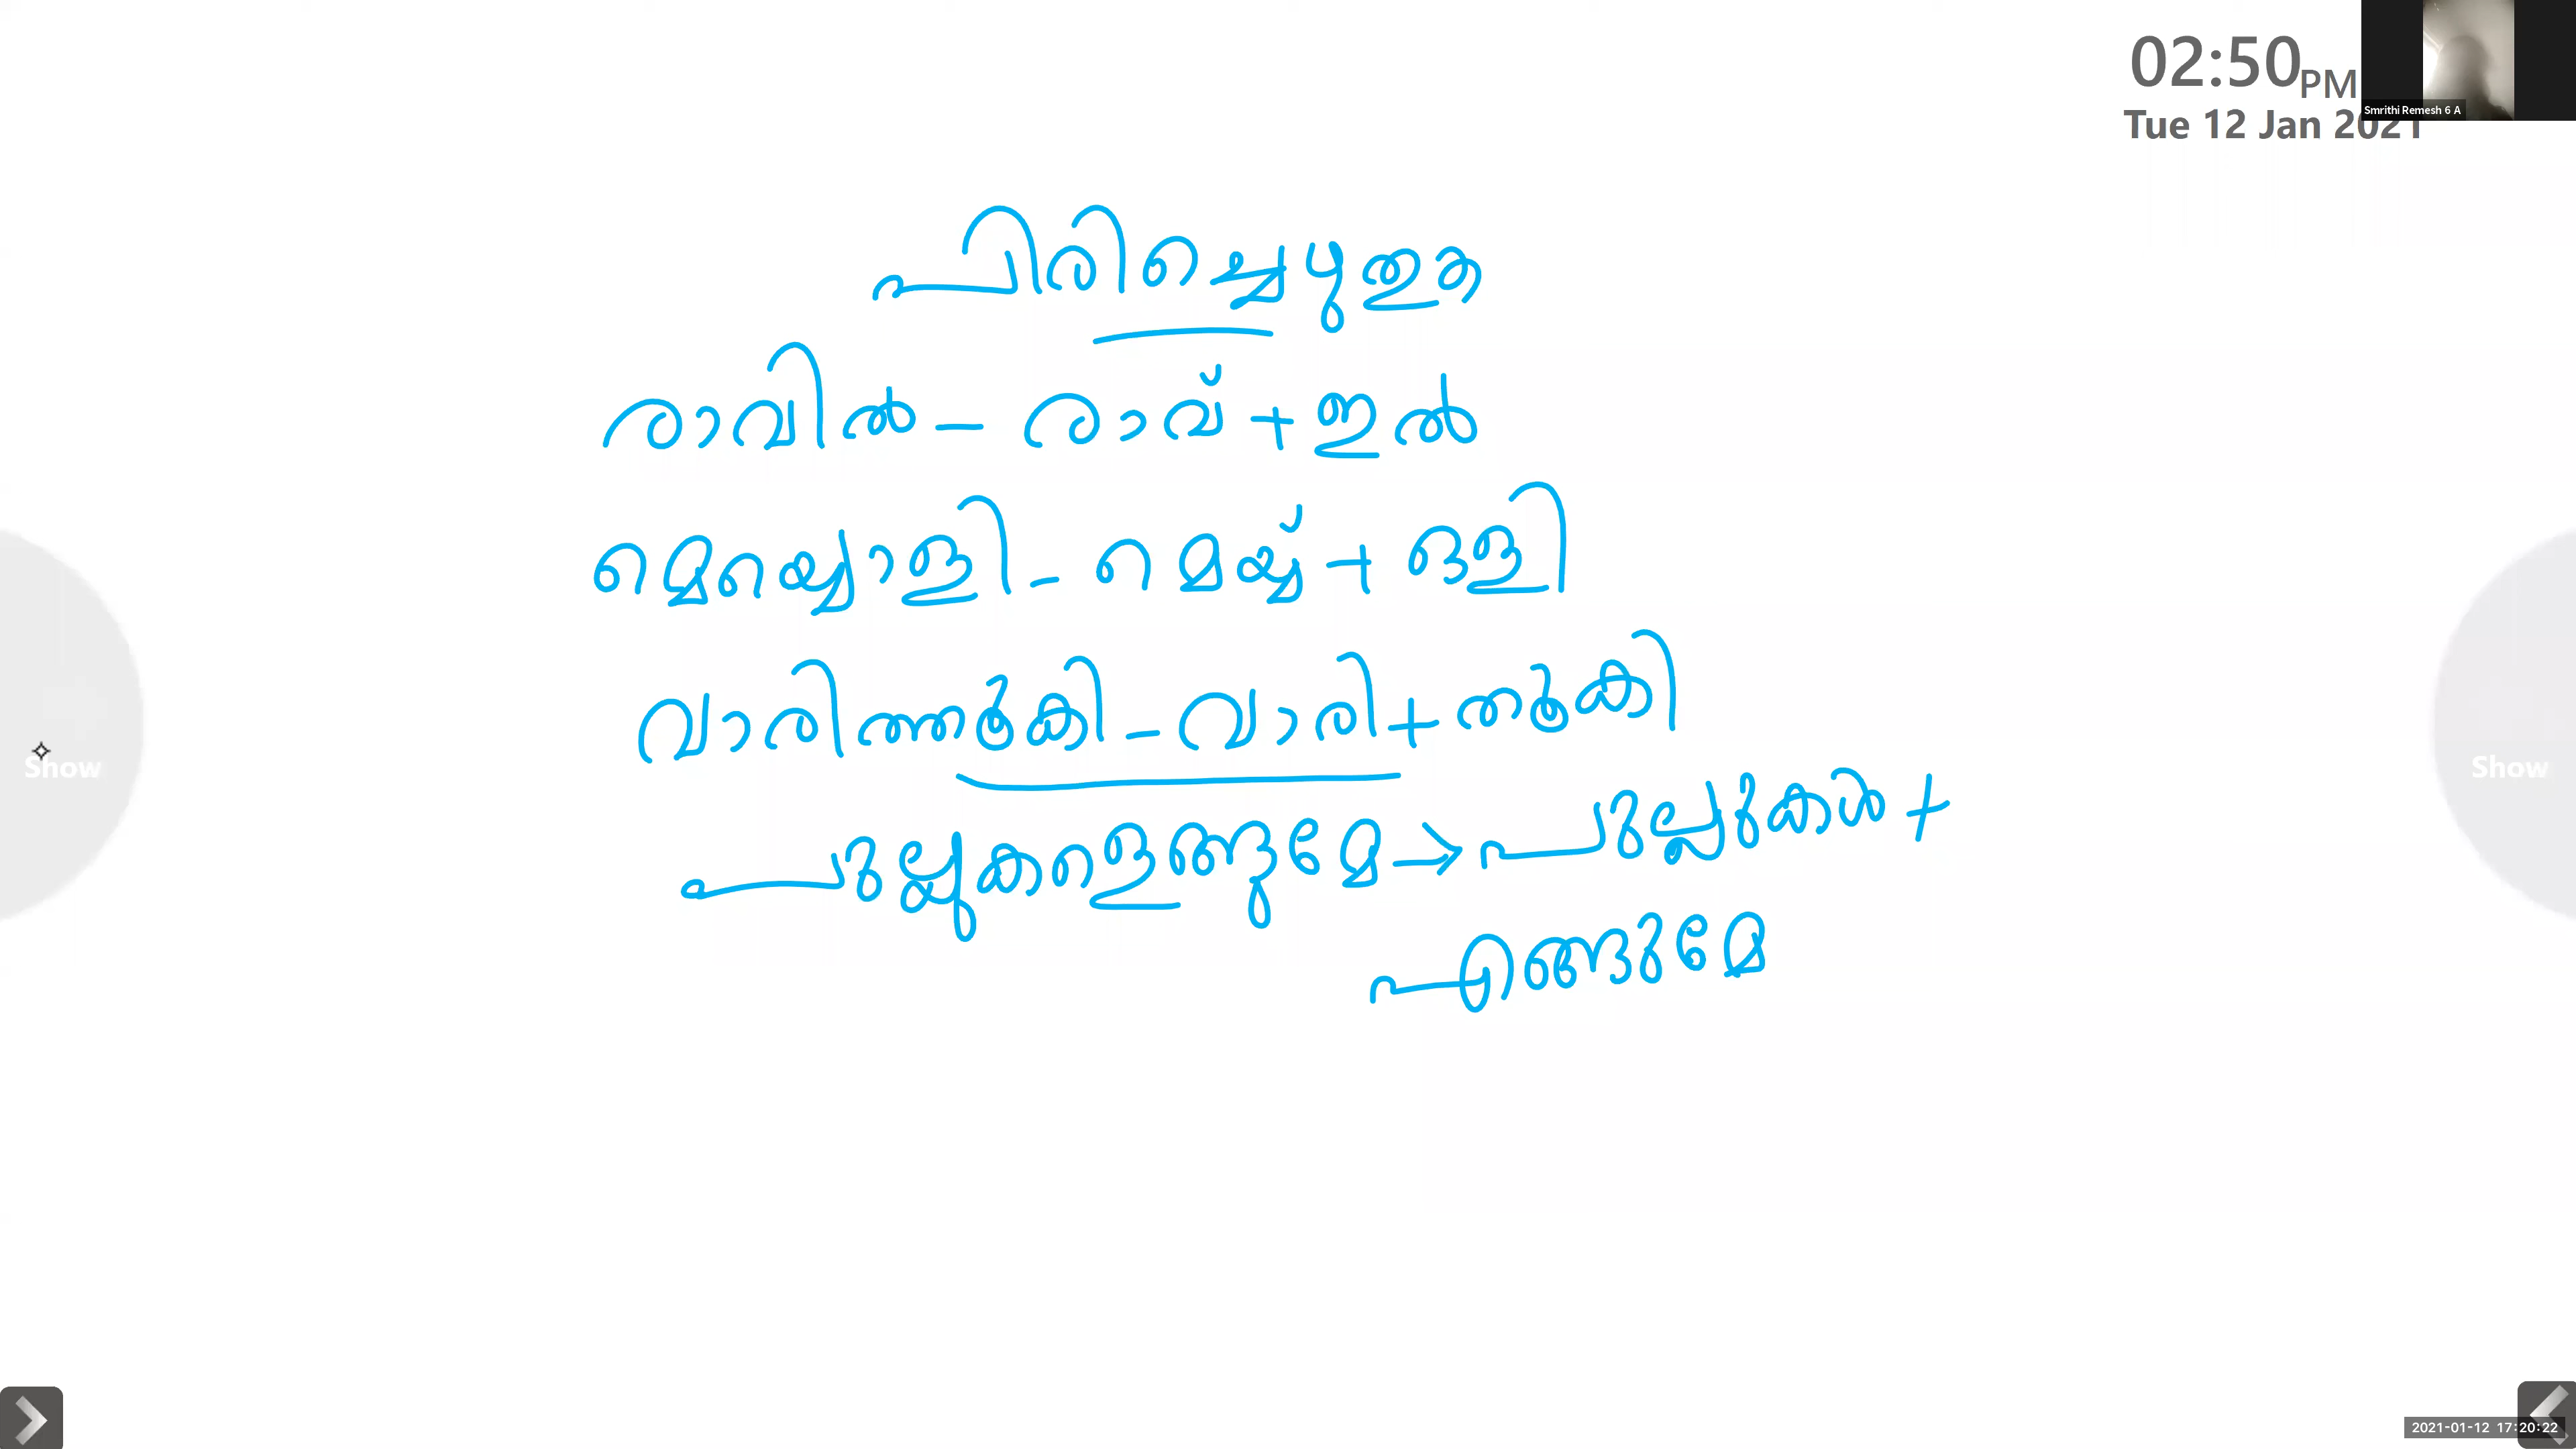 02:50PM
Tue 12 Jan 2021
Smrithi Remesh 6 A
പിരിച്ചെഴുതുക
രാവിൽ - രാവ് + ഇൽ
മെയ്യൊളി - മെയ്യ് + ഒളി
വാരിത്തൂകി - വാരി + തൂകി
പുല്ലുകളെങ്ങുമേ → പുല്ലുകൾ +
എങ്ങുമേ
Show
Show
2021-01-12 17:20:22